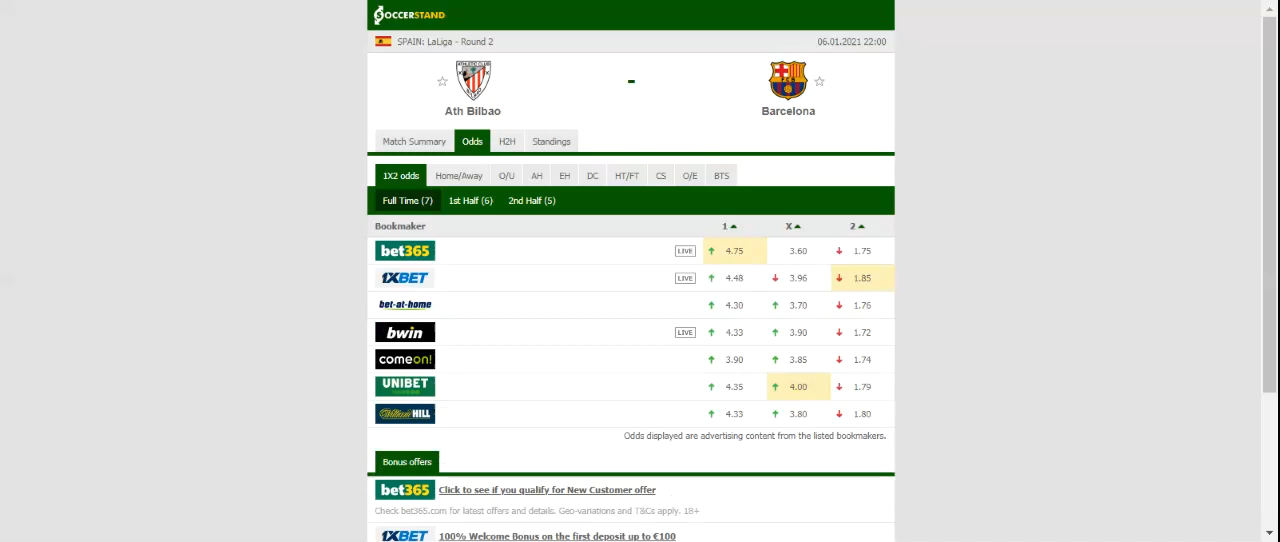 SOCCERSTAND
SPAIN: LaLiga - Round 2 06.01.2021 22:00
-
Ath Bilbao Barcelona
Match Summary Odds H2H Standings
1X2 odds Home/Away O/U AH EH DC HT/FT CS O/E BTS
Full Time (7) 1st Half (6) 2nd Half (5)
Bookmaker 1 X 2
bet365 LIVE 4.75 3.60 1.75
1XBET LIVE 4.48 3.96 1.85
bet-at-home 4.30 3.70 1.76
bwin LIVE 4.33 3.90 1.72
comeon! 3.90 3.85 1.74
UNIBET 4.35 4.00 1.79
William HILL 4.33 3.80 1.80
Odds displayed are advertising content from the listed bookmakers.
Bonus offers
bet365 Click to see if you qualify for New Customer offer
Check bet365.com for latest offers and details. Geo-variations and T&Cs apply. 18+
1XBET 100% Welcome Bonus on the first deposit up to €100